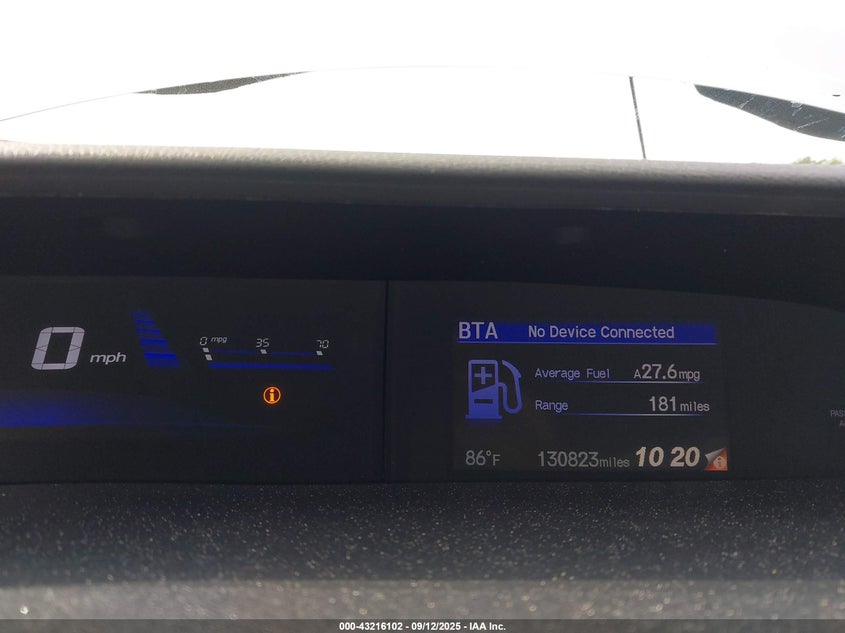 0 mph
0 mpg 35 70
BTA No Device Connected
Average Fuel A27.6mpg
Range 181 miles
86°F 130823miles 10 20
PAS
A
000-43216102 - 09/12/2025 - IAA Inc.